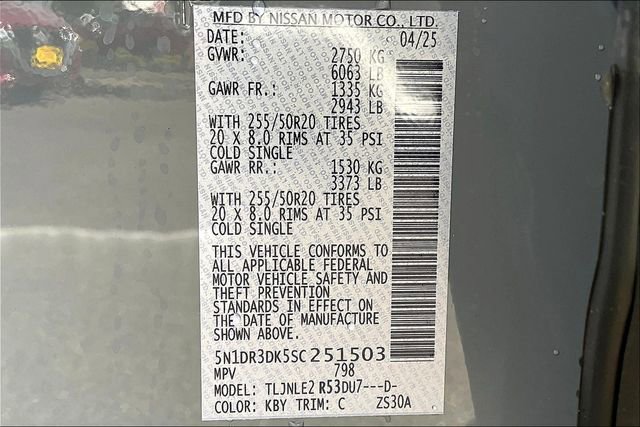 MFD BY NISSAN MOTOR CO., LTD.
DATE: 04/25
GVWR: 2750 KG
6063 LB
GAWR FR.: 1335 KG
2943 LB
WITH 255/50R20 TIRES
20 X 8.0 RIMS AT 35 PSI
COLD SINGLE
GAWR RR.: 1530 KG
3373 LB
WITH 255/50R20 TIRES
20 X 8.0 RIMS AT 35 PSI
COLD SINGLE
THIS VEHICLE CONFORMS TO
ALL APPLICABLE FEDERAL
MOTOR VEHICLE SAFETY AND
THEFT PREVENTION
STANDARDS IN EFFECT ON
THE DATE OF MANUFACTURE
SHOWN ABOVE.
5N1DR3DK5SC251503
MPV 798
MODEL: TLJNLE2 R53DU7---D-
COLOR: KBY TRIM: C ZS30A